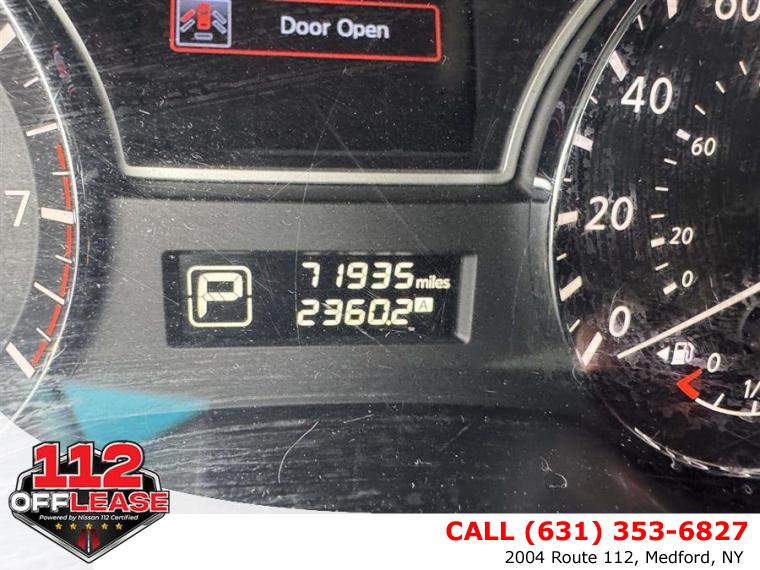 Door Open
60
40
60
7
20
20
0
P
71935 miles
2360.2 A
0
0
112
OFFLEASE
Powered by Nissan 112 Certified
CALL (631) 353-6827
2004 Route 112, Medford, NY